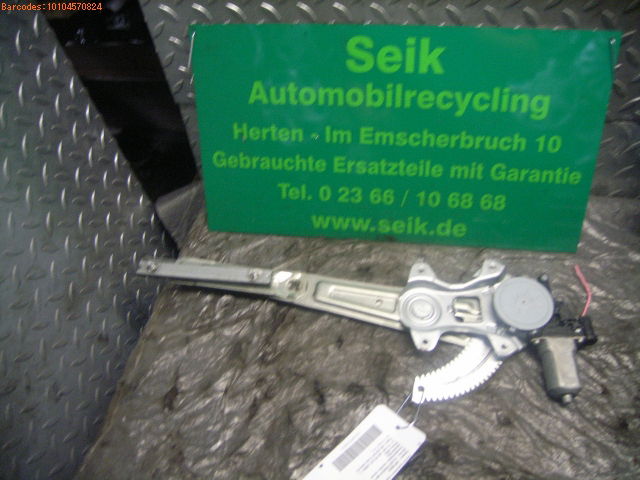 Barcodes: 10104570824
Seik
Automobilrecycling
Herten - Im Emscherbruch 10
Gebrauchte Ersatzteile mit Garantie
Tel. 0 23 66 / 10 68 68
www.seik.de